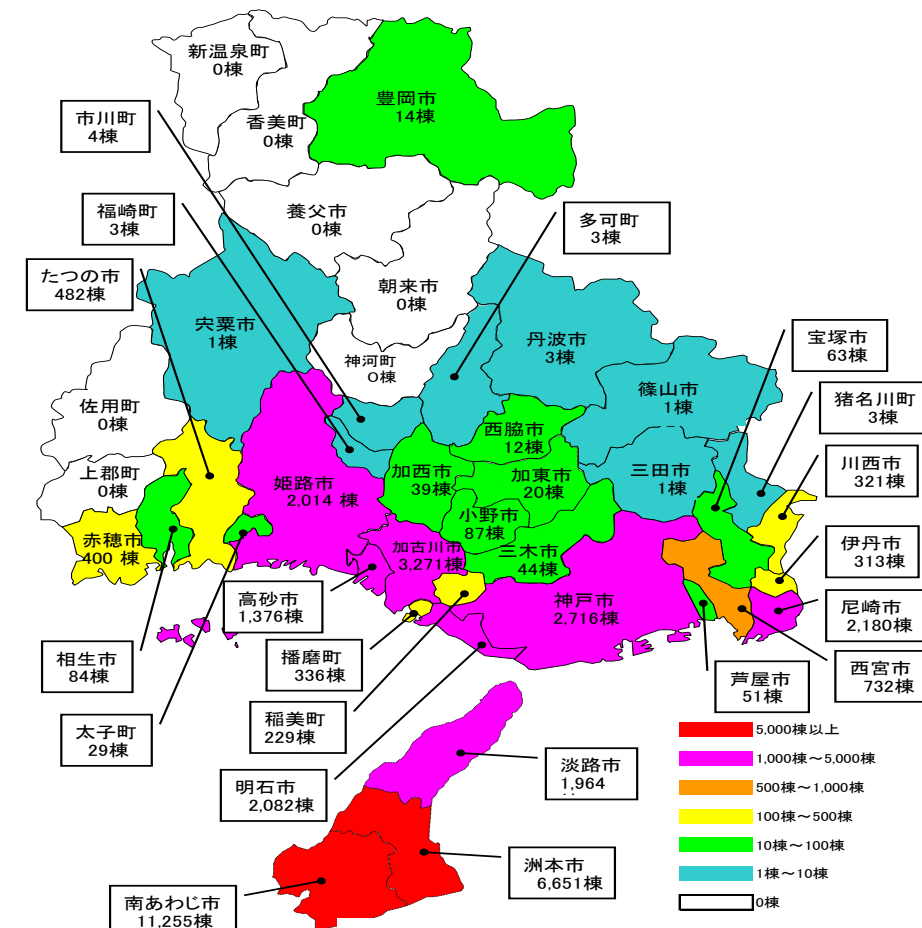 新温泉町
0棟
香美町
0棟
豊岡市
14棟
市川町
4棟
養父市
0棟
福崎町
3棟
多可町
3棟
たつの市
482棟
朝来市
0棟
宍粟市
1棟
神河町
0棟
丹波市
3棟
宝塚市
63棟
佐用町
0棟
篠山市
1棟
猪名川町
3棟
西脇市
12棟
上郡町
0棟
姫路市
2,014 棟
加西市
39棟
加東市
20棟
三田市
1棟
川西市
321棟
赤穂市
400 棟
小野市
87棟
加古川市
3,271棟
三木市
44棟
伊丹市
313棟
高砂市
1,376棟
神戸市
2,716棟
尼崎市
2,180棟
相生市
84棟
播磨町
336棟
芦屋市
51棟
西宮市
732棟
太子町
29棟
稲美町
229棟
明石市
2,082棟
淡路市
1,964
洲本市
6,651棟
南あわじ市
11,255棟
5,000棟以上
1,000棟～5,000棟
500棟～1,000棟
100棟～500棟
10棟～100棟
1棟～10棟
0棟